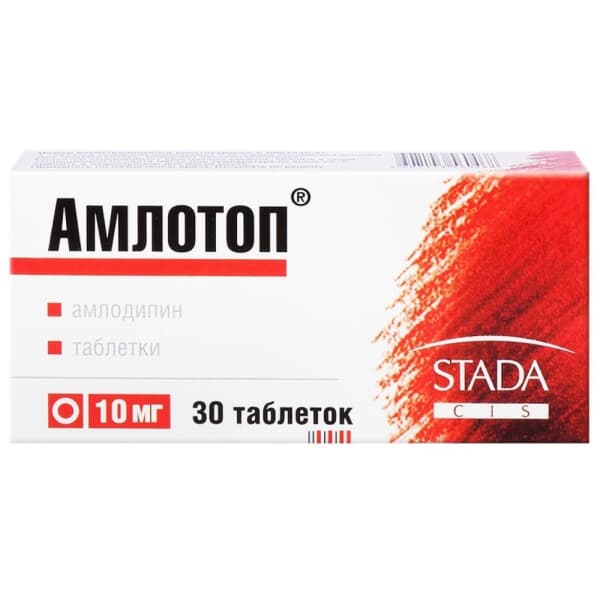 Амлотоп®
амлодипин
таблетки
10 мг 30 таблеток
STADA
CIS